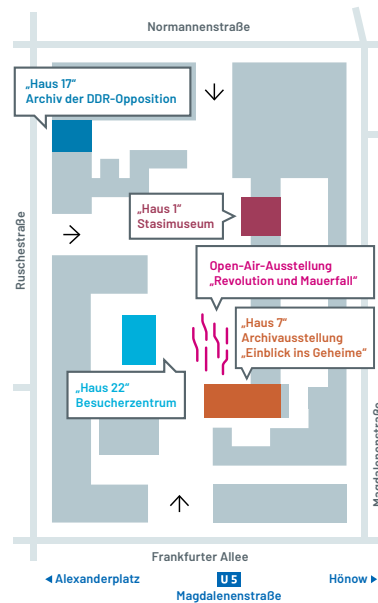 Normannenstraße
„Haus 17“
Archiv der DDR-Opposition
Ruschestraße
„Haus 1“
Stasimuseum
Open-Air-Ausstellung
„Revolution und Mauerfall“
„Haus 7“
Archivausstellung
„Einblick ins Geheime“
„Haus 22“
Besucherzentrum
Magdalenenstraße
Frankfurter Allee
Alexanderplatz
U 5
Hönow
Magdalenenstraße